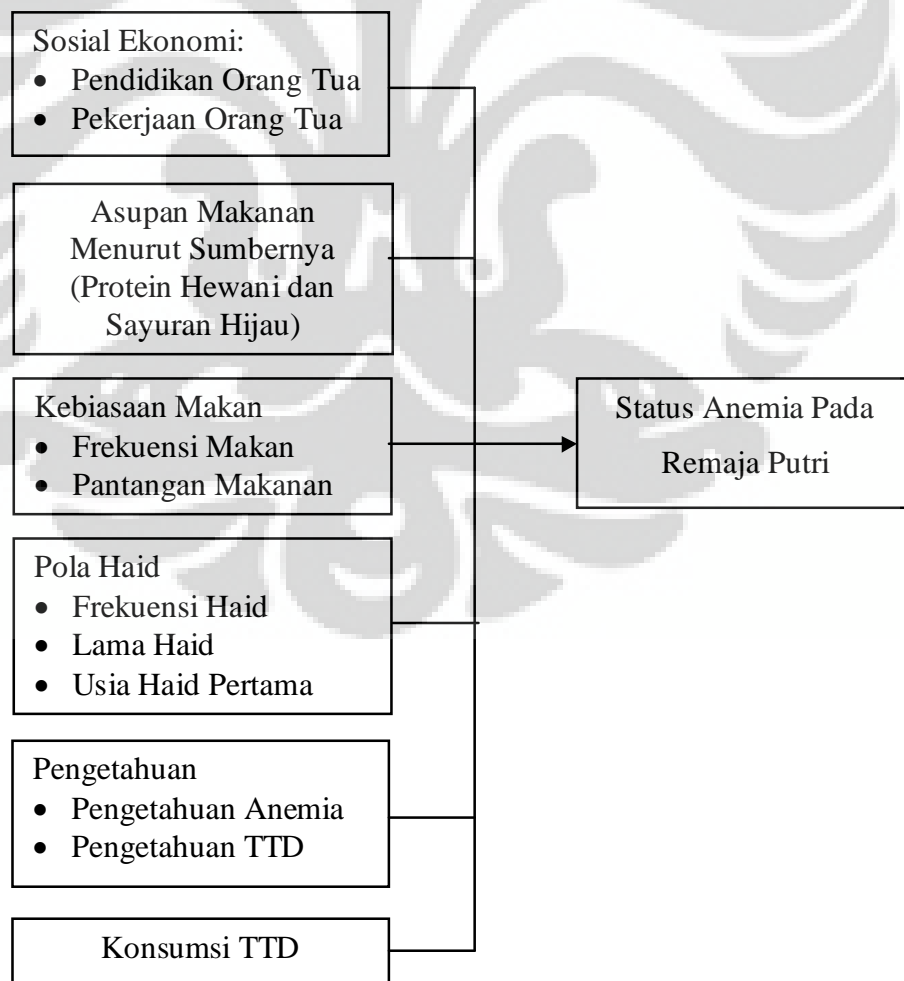 Sosial Ekonomi:
• Pendidikan Orang Tua
• Pekerjaan Orang Tua
Asupan Makanan
Menurut Sumbernya
(Protein Hewani dan
Sayuran Hijau)
Kebiasaan Makan
• Frekuensi Makan
• Pantangan Makanan
Status Anemia Pada
Remaja Putri
Pola Haid
• Frekuensi Haid
• Lama Haid
• Usia Haid Pertama
Pengetahuan
• Pengetahuan Anemia
• Pengetahuan TTD
Konsumsi TTD